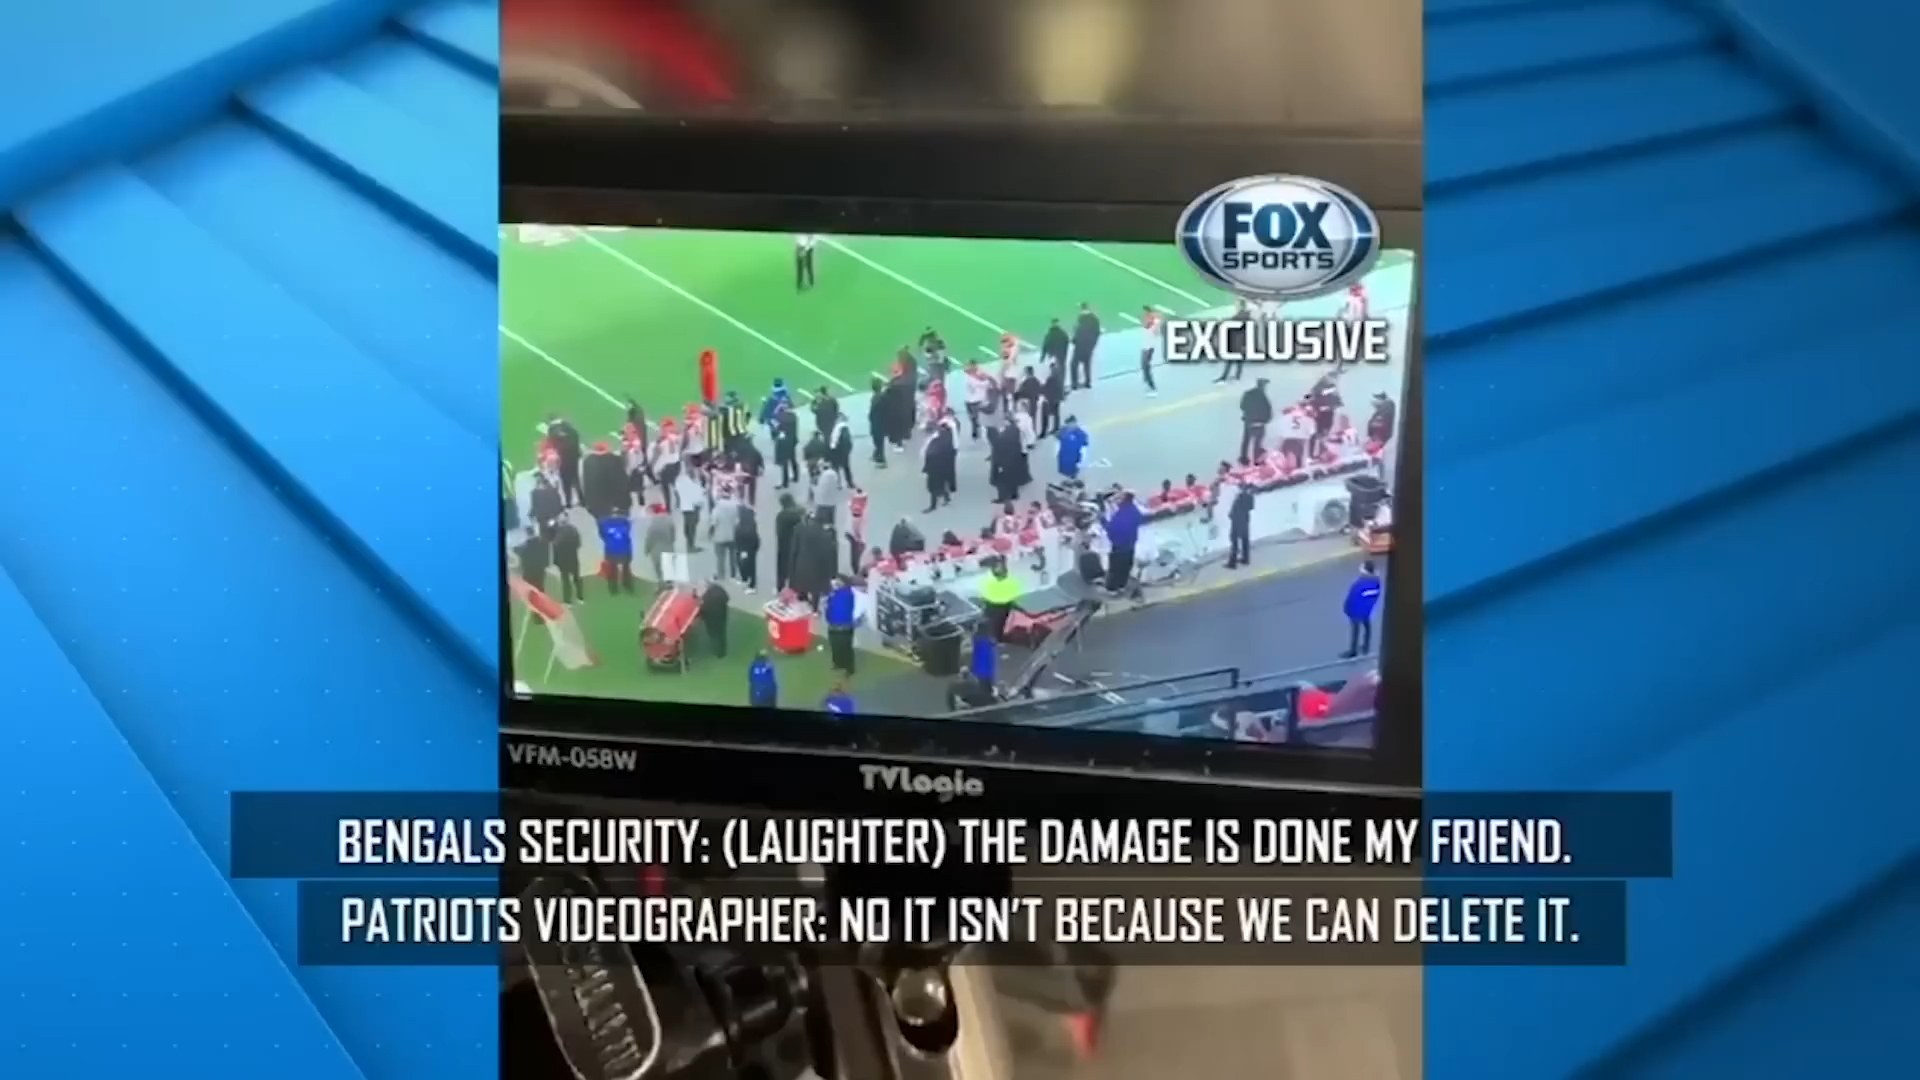 FOX
SPORTS
EXCLUSIVE
5
VFM-058W
TVLogic
BENGALS SECURITY: (LAUGHTER) THE DAMAGE IS DONE MY FRIEND.
PATRIOTS VIDEOGRAPHER: NO IT ISN'T BECAUSE WE CAN DELETE IT.